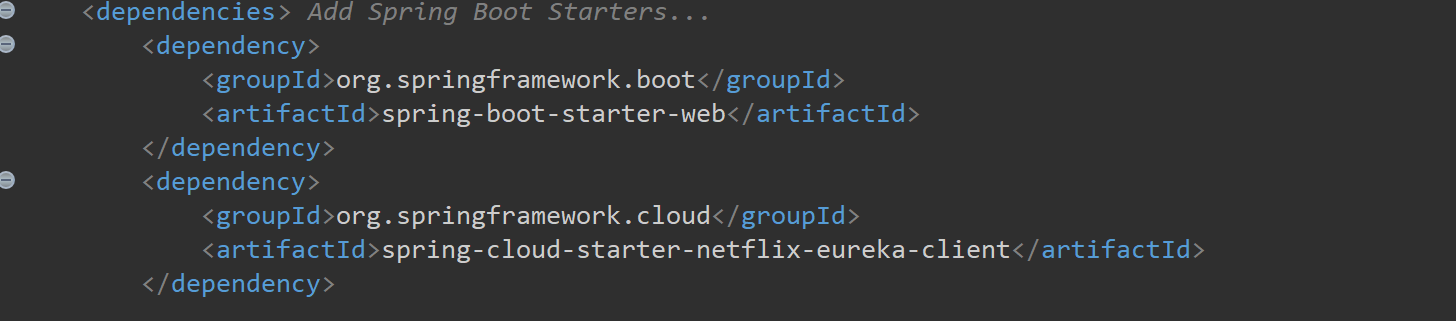 <dependencies> Add Spring Boot Starters...
<dependency>
<groupId>org.springframework.boot</groupId>
<artifactId>spring-boot-starter-web</artifactId>
</dependency>
<dependency>
<groupId>org.springframework.cloud</groupId>
<artifactId>spring-cloud-starter-netflix-eureka-client</artifactId>
</dependency>